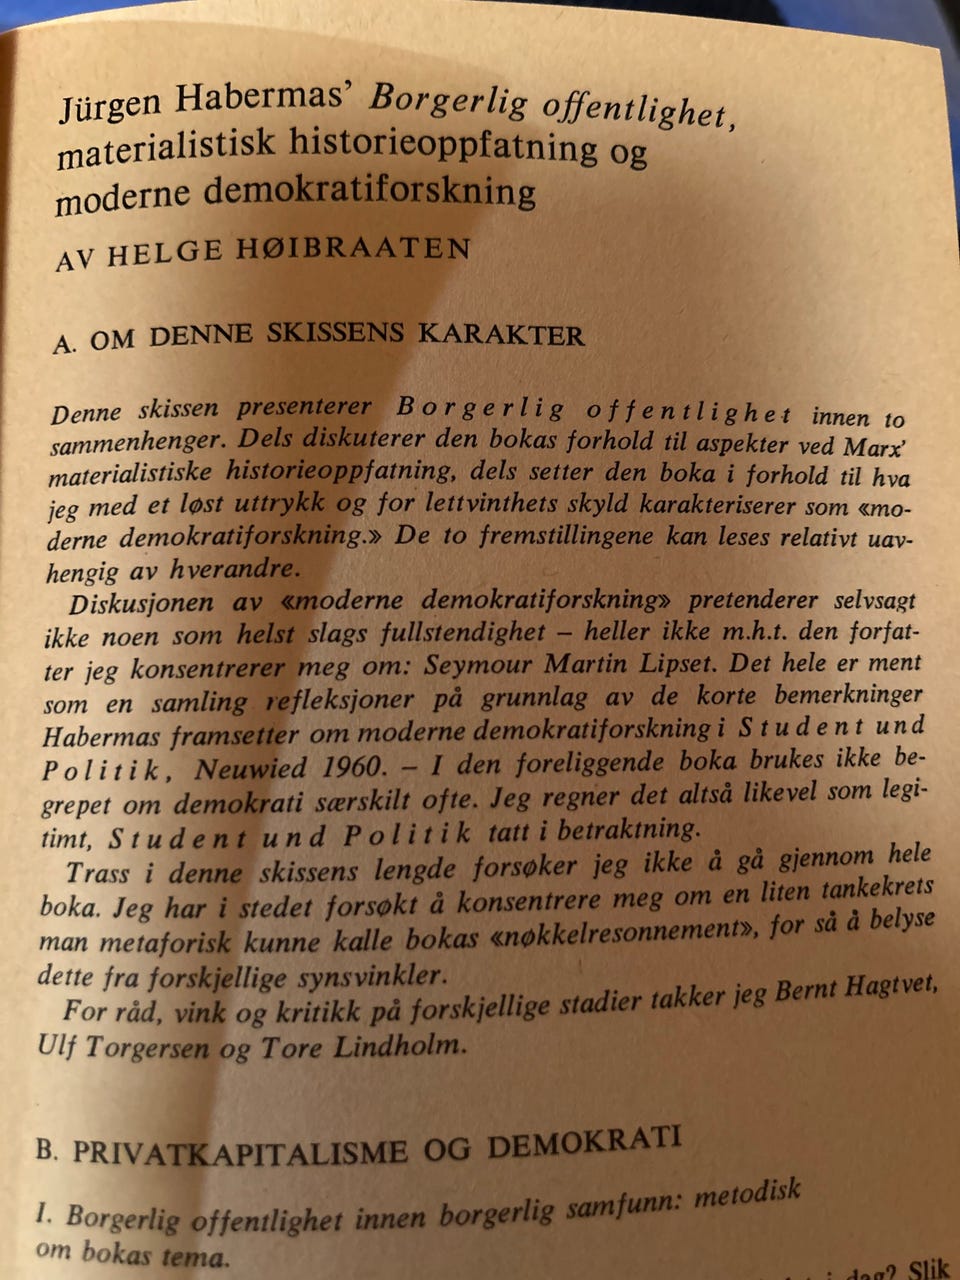 Jürgen Habermas' Borgerlig offentlighet,
materialistisk historieoppfatning og
moderne demokratiforskning
AV HELGE HØIBRAATEN
A. OM DENNE SKISSENS KARAKTER
Denne skissen presenterer Borgerlig offentlighet innen to
sammenhenger. Dels diskuterer den bokas forhold til aspekter ved Marx'
materialistiske historieoppfatning, dels setter den boka i forhold til hva
jeg med et løst uttrykk og for lettvinthets skyld karakteriserer som «mo-
derne demokratiforskning.» De to fremstillingene kan leses relativt uav-
hengig av hverandre.
Diskusjonen av «moderne demokratiforskning» pretenderer selvsagt
ikke noen som helst slags fullstendighet – heller ikke m.h.t. den forfat-
ter jeg konsentrerer meg om: Seymour Martin Lipset. Det hele er ment
som en samling refleksjoner på grunnlag av de korte bemerkninger
Habermas framsetter om moderne demokratiforskning i Student und
Politik, Neuwied 1960. – I den foreliggende boka brukes ikke be-
grepet om demokrati særskilt ofte. Jeg regner det altså likevel som legi-
timt, Student und Politik tatt i betraktning.
Trass i denne skissens lengde forsøker jeg ikke å gå gjennom hele
boka. Jeg har i stedet forsøkt å konsentrere meg om en liten tankekrets
man metaforisk kunne kalle bokas «nøkkelresonnement», for så å belyse
dette fra forskjellige synsvinkler.
For råd, vink og kritikk på forskjellige stadier takker jeg Bernt Hagtvet,
Ulf Torgersen og Tore Lindholm.
B. PRIVATKAPITALISME OG DEMOKRATI
I. Borgerlig offentlighet innen borgerlig samfunn: metodisk
om bokas tema.
i dag? Slik